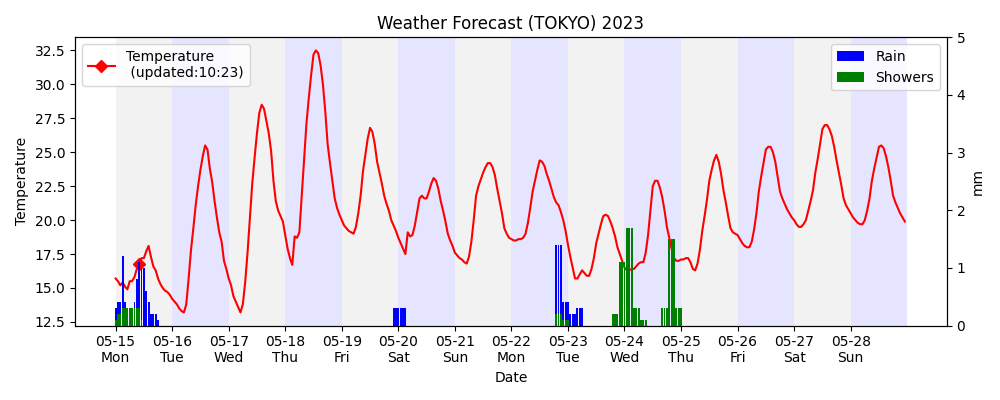 Weather Forecast (TOKYO) 2023
Temperature
(updated:10:23)
Rain
Showers
Temperature
32.5
30.0
27.5
25.0
22.5
20.0
17.5
15.0
12.5
5
4
3
2
1
0
mm
05-15 05-16 05-17 05-18 05-19 05-20 05-21 05-22 05-23 05-24 05-25 05-26 05-27 05-28
Mon Tue Wed Thu Fri Sat Sun Mon Tue Wed Thu Fri Sat Sun
Date